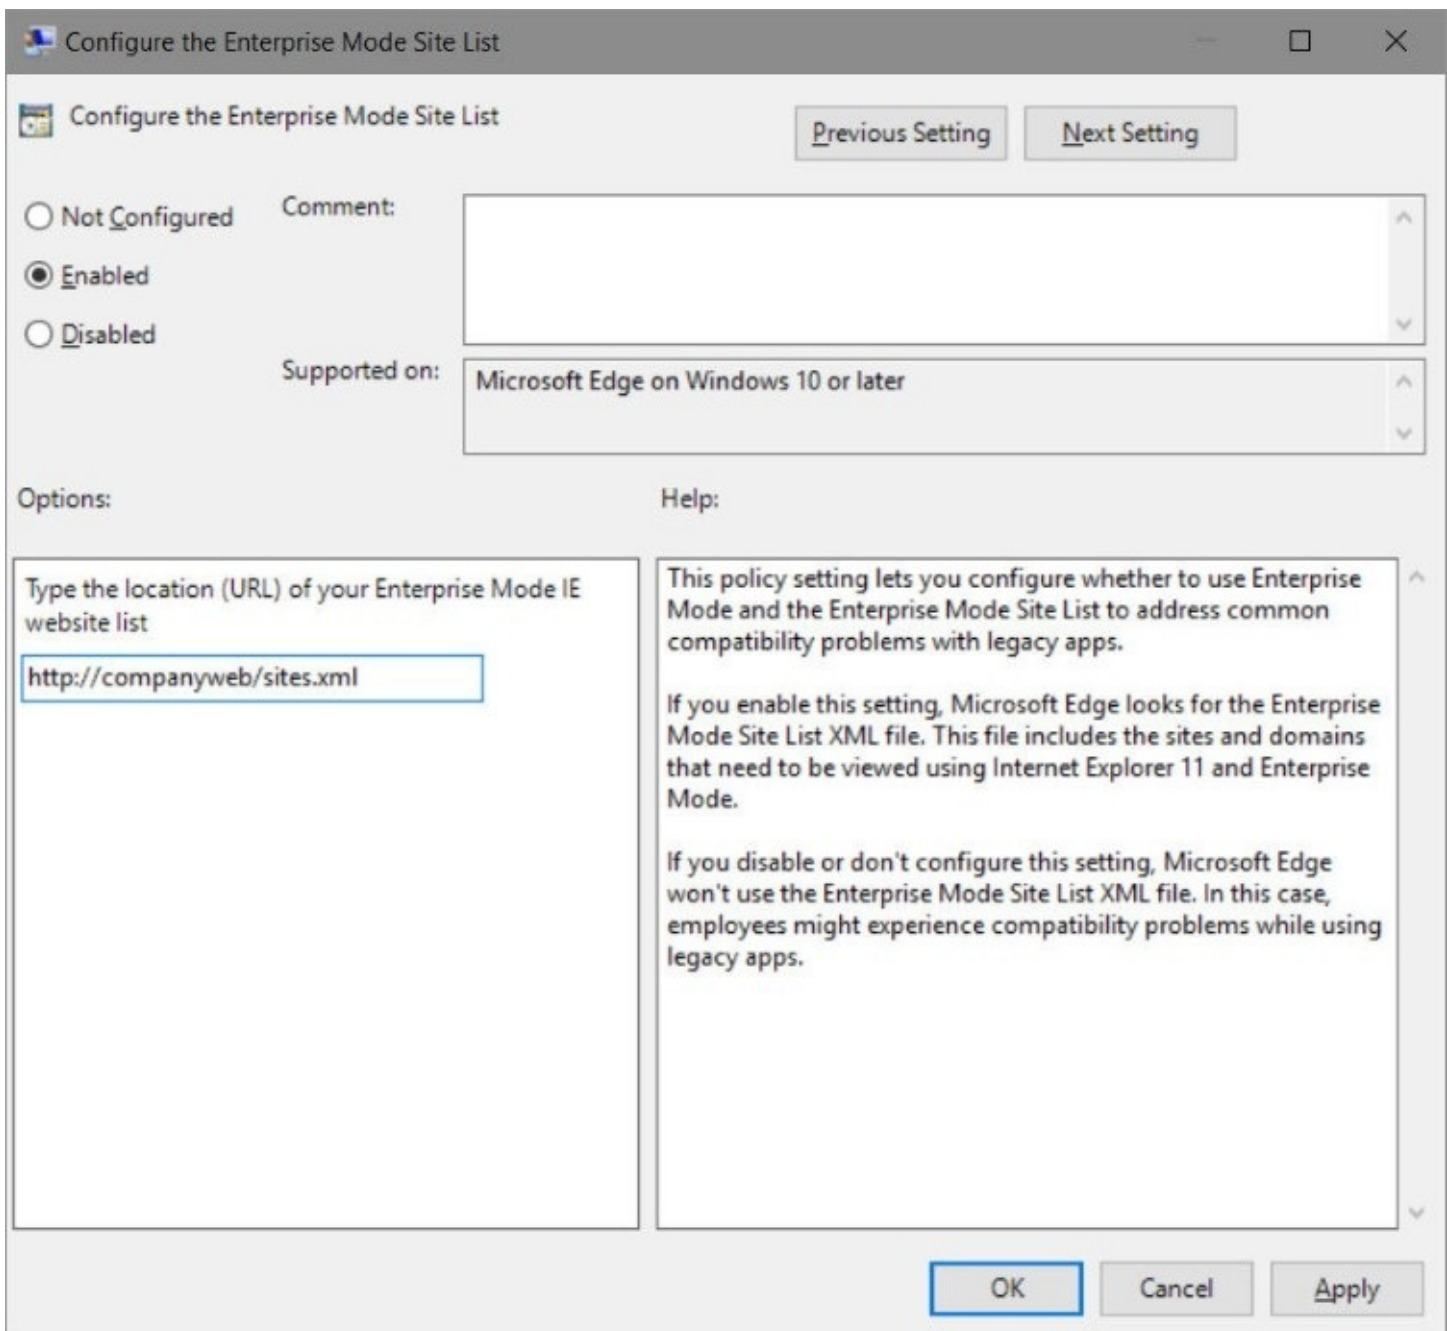 Configure the Enterprise Mode Site List
Configure the Enterprise Mode Site List
Previous Setting
Next Setting
Not Configured
Comment:
Enabled
Disabled
Supported on:
Microsoft Edge on Windows 10 or later
Options:
Help:
Type the location (URL) of your Enterprise Mode IE
website list
http://companyweb/sites.xml
This policy setting lets you configure whether to use Enterprise
Mode and the Enterprise Mode Site List to address common
compatibility problems with legacy apps.
If you enable this setting, Microsoft Edge looks for the Enterprise
Mode Site List XML file. This file includes the sites and domains
that need to be viewed using Internet Explorer 11 and Enterprise
Mode.
If you disable or don't configure this setting, Microsoft Edge
won't use the Enterprise Mode Site List XML file. In this case,
employees might experience compatibility problems while using
legacy apps.
OK
Cancel
Apply